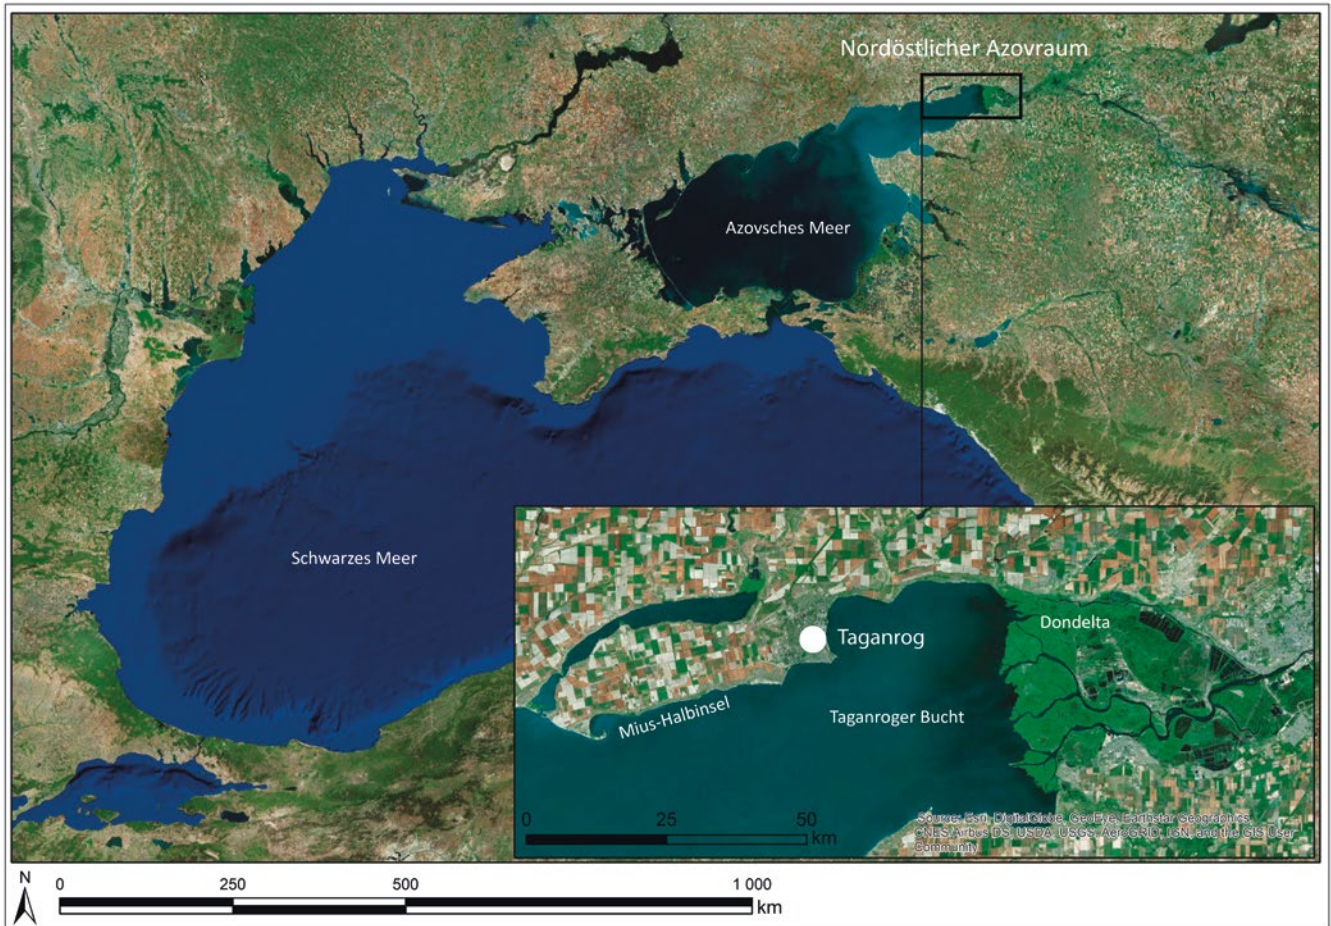 Nordöstlicher Azovraum
Azovsches Meer
Schwarzes Meer
Dondelta
Taganrog
Mius-Halbinsel
Taganroger Bucht
0 25 50
km
Source: Esri, DigitalGlobe, GeoEye, Earthstar Geographics,
CNES/Airbus DS, USDA, USGS, AeroGRID, IGN, and the GIS User
Community
N
0 250 500 1 000
km